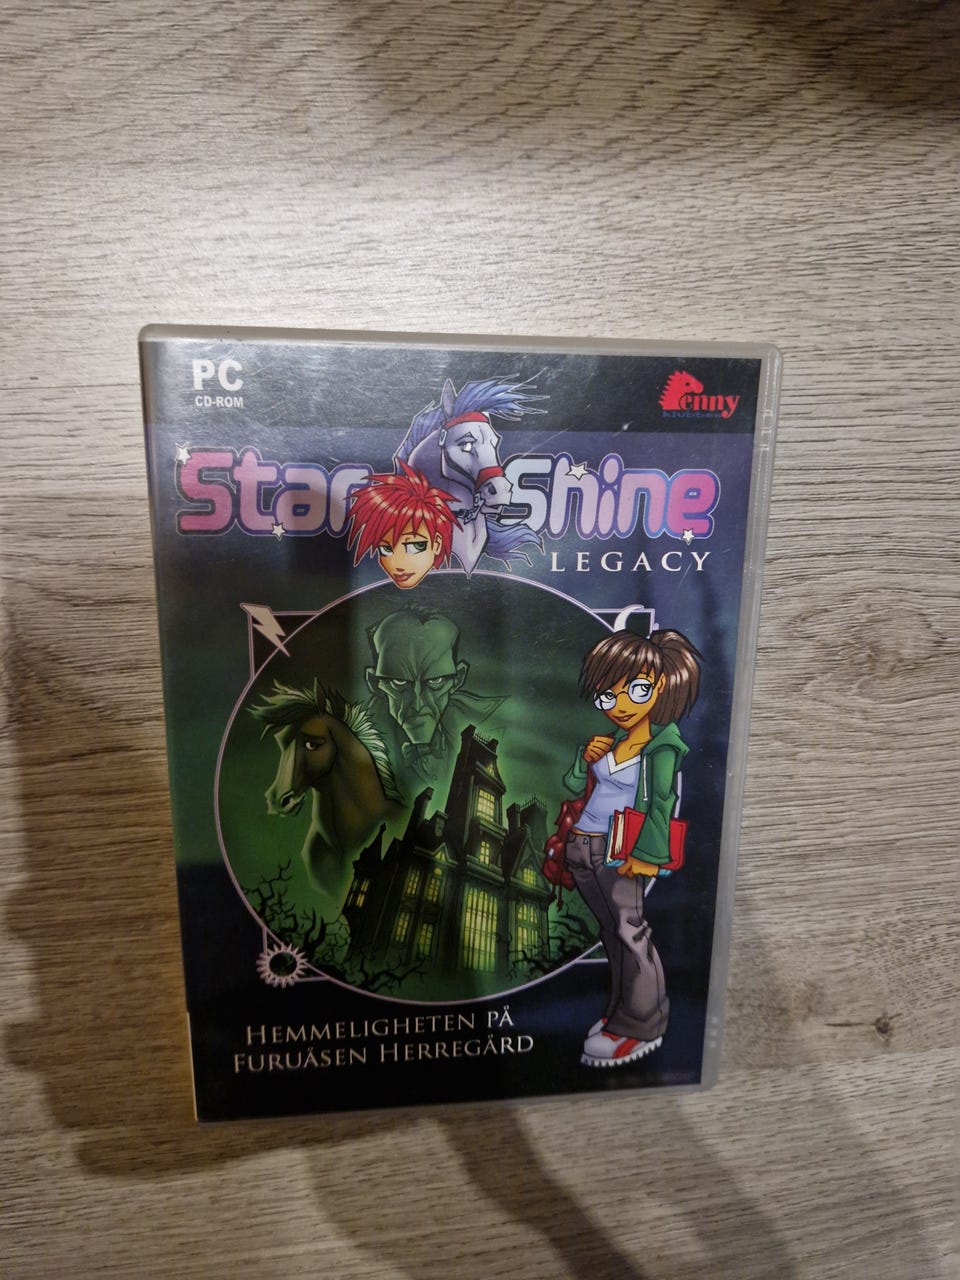 PC
CD-ROM
Penny
klubben
Star Shine
LEGACY
HEMMELIGHETEN PÅ
FURUÅSEN HERREGÅRD